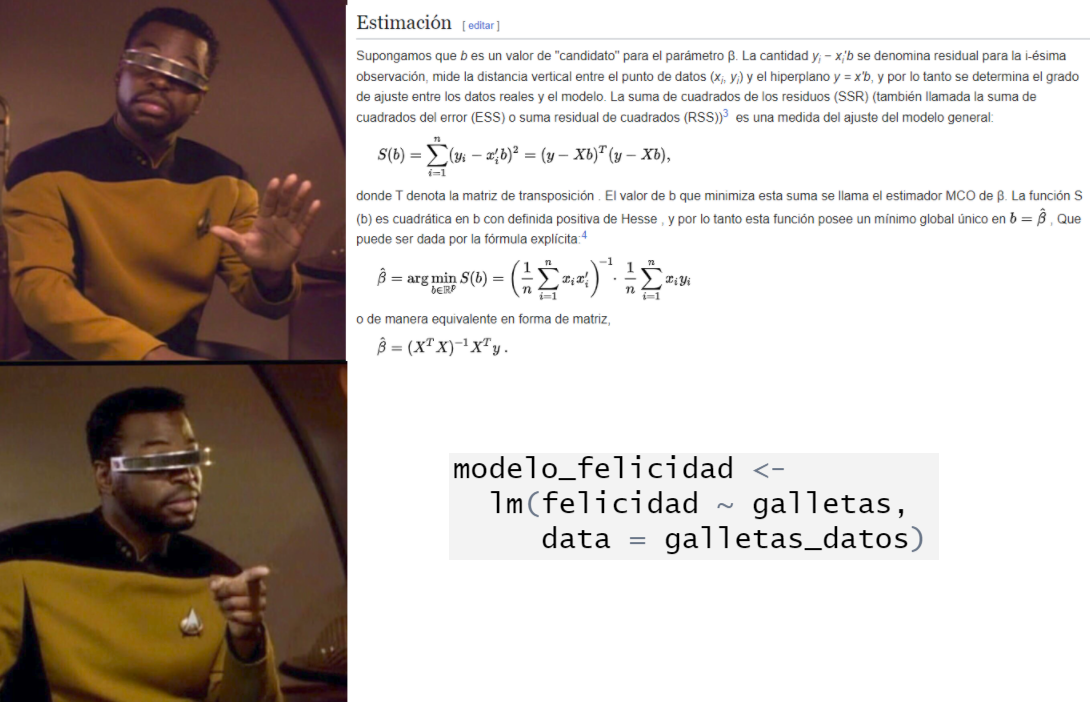 Estimación [ editar ]
Supongamos que b es un valor de "candidato" para el parámetro β. La cantidad yᵢ − xᵢ'b se denomina residual para la i-ésima
observación, mide la distancia vertical entre el punto de datos (xᵢ, yᵢ) y el hiperplano y = x'b, y por lo tanto se determina el grado
de ajuste entre los datos reales y el modelo. La suma de cuadrados de los residuos (SSR) (también llamada la suma de
cuadrados del error (ESS) o suma residual de cuadrados (RSS))³ es una medida del ajuste del modelo general:
S(b) = ∑ᵢ₌₁ⁿ (yᵢ − xᵢ′b)² = (y − Xb)ᵀ(y − Xb),
donde T denota la matriz de transposición . El valor de b que minimiza esta suma se llama el estimador MCO de β. La función S
(b) es cuadrática en b con definida positiva de Hesse , y por lo tanto esta función posee un mínimo global único en b = β̂ , Que
puede ser dada por la fórmula explícita:⁴
β̂ = arg min b∈ℝᵖ S(b) = (1/n ∑ᵢ₌₁ⁿ xᵢxᵢ′)⁻¹ · 1/n ∑ᵢ₌₁ⁿ xᵢyᵢ
o de manera equivalente en forma de matriz,
β̂ = (XᵀX)⁻¹Xᵀy .
modelo_felicidad <-
lm(felicidad ~ galletas,
data = galletas_datos)